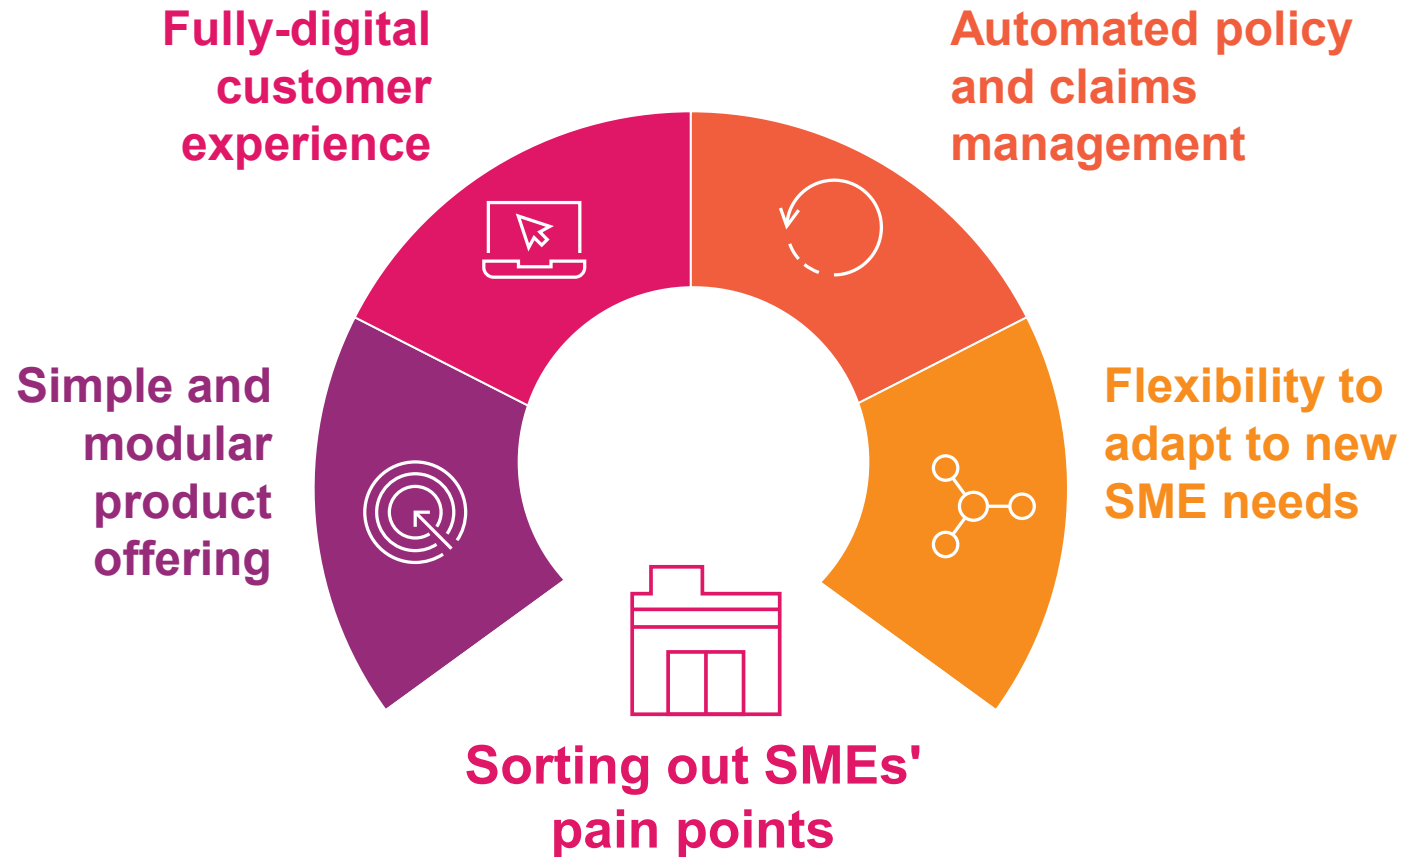 Fully-digital
customer
experience
Automated policy
and claims
management
Simple and
modular
product
offering
Flexibility to
adapt to new
SME needs
Sorting out SMEs'
pain points